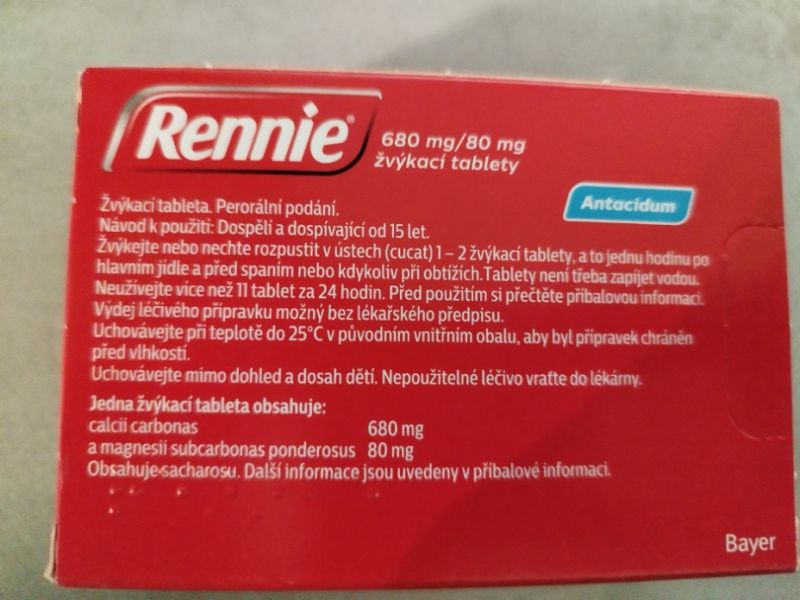 Rennie®
680 mg/80 mg
žvýkací tablety
Antacidum
Žvýkací tableta. Perorální podání.
Návod k použití: Dospělí a dospívající od 15 let.
Žvýkejte nebo nechte rozpustit v ústech (cucat) 1 – 2 žvýkací tablety, a to jednu hodinu po
hlavním jídle a před spaním nebo kdykoliv při obtížích. Tablety není třeba zapíjet vodou.
Neužívejte více než 11 tablet za 24 hodin. Před použitím si přečtěte příbalovou informaci.
Výdej léčivého přípravku možný bez lékařského předpisu.
Uchovávejte při teplotě do 25°C v původním vnitřním obalu, aby byl přípravek chráněn
před vlhkostí.
Uchovávejte mimo dohled a dosah dětí. Nepoužitelné léčivo vraťte do lékárny.
Jedna žvýkací tableta obsahuje:
calcii carbonas 680 mg
a magnesii subcarbonas ponderosus 80 mg
Obsahuje sacharosu. Další informace jsou uvedeny v příbalové informaci.
Bayer